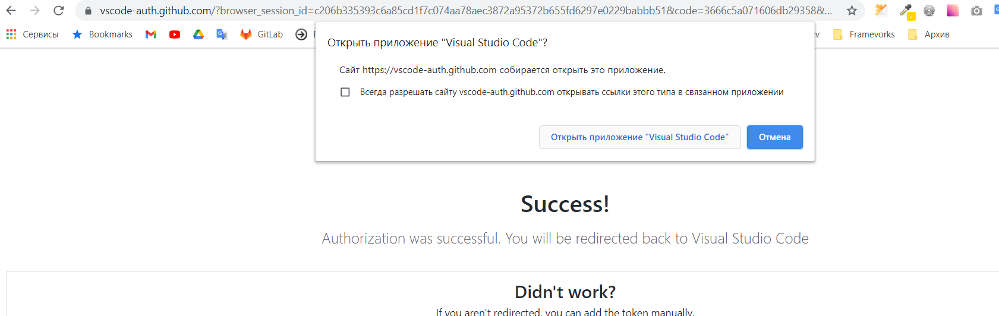 vscode-auth.github.com/?browser_session_id=c206b335393c6a85cd1f7c074aa78aec3872a95372b655fd6297e0229babbb51&code=3666c5a071606db29358&...
Сервисы Bookmarks GitLab Framevorks Архив
Открыть приложение "Visual Studio Code"?
Сайт https://vscode-auth.github.com собирается открыть это приложение.
Всегда разрешать сайту vscode-auth.github.com открывать ссылки этого типа в связанном приложении
Открыть приложение "Visual Studio Code" Отмена
Success!
Authorization was successful. You will be redirected back to Visual Studio Code
Didn't work?
If you aren't redirected, you can add the token manually.